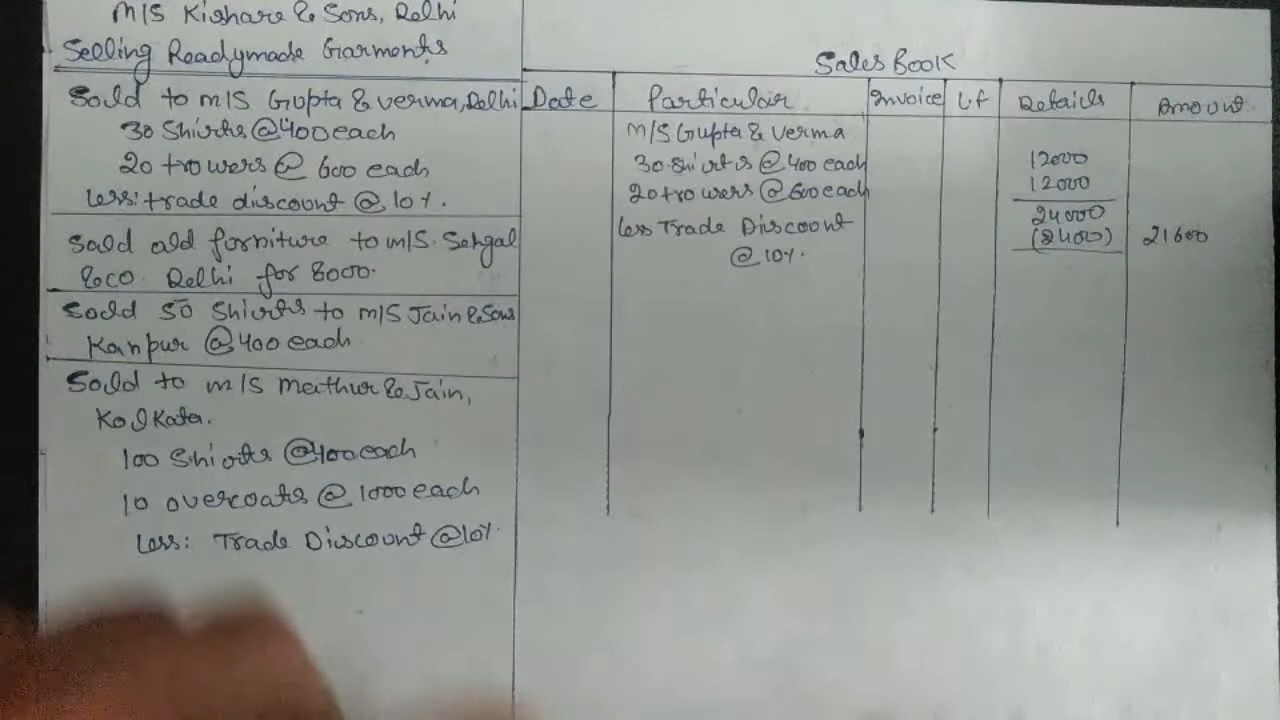 M/S Kishare & Sons, Delhi
Selling Readymade Garments
Sold to M/S Gupta & verma, Delhi
30 Shirts @ 400 each
20 trowers @ 600 each
less: trade discount @ 10%.
Sold old forniture to M/S. Sehgal
& co Delhi for 8000.
Sold 50 Shirts to M/S Jain & Sons
Kanpur @ 400 each
Sold to M/S Mathur & Jain,
Kolkata.
100 Shirts @ 400 each
10 overcoats @ 1000 each
Less: Trade Discount @ 10%.
Sales Book
Date Particular Invoice Lf Details Amount
M/S Gupta & Verma
30 Shirts @ 400 each 12000
20 trowers @ 600 each 12000
24000
less Trade Discount (2400) 21600
@ 10%.